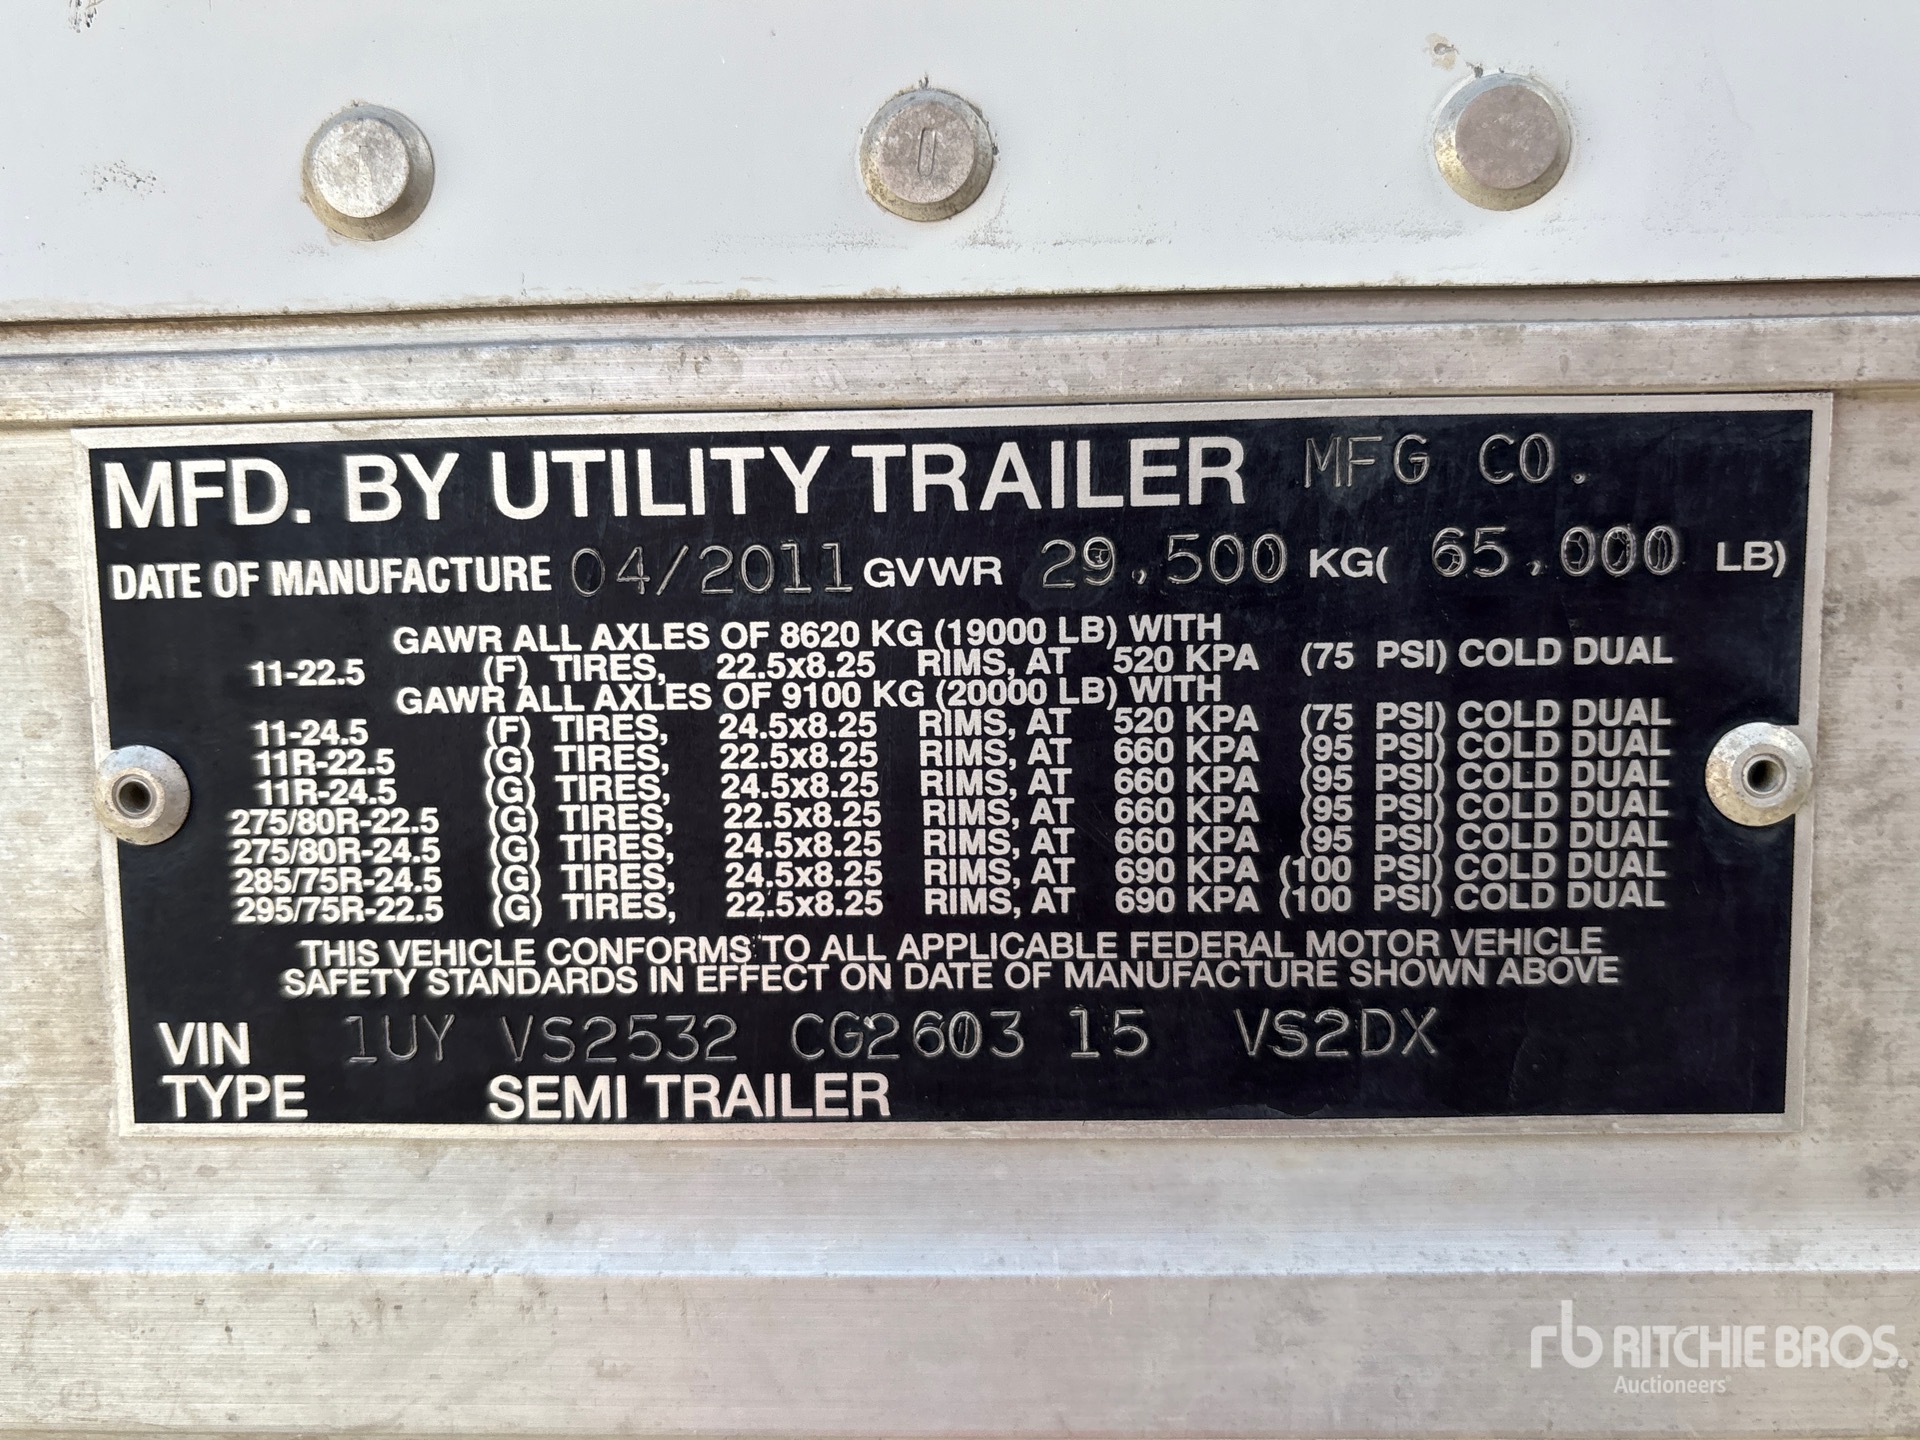 MFD. BY UTILITY TRAILER MFG CO.
DATE OF MANUFACTURE 04/2011 GVWR 29,500 KG( 65,000 LB)
GAWR ALL AXLES OF 8620 KG (19000 LB) WITH
11-22.5 (F) TIRES, 22.5x8.25 RIMS, AT 520 KPA (75 PSI) COLD DUAL
GAWR ALL AXLES OF 9100 KG (20000 LB) WITH
11-24.5 (F) TIRES, 24.5x8.25 RIMS, AT 520 KPA (75 PSI) COLD DUAL
11R-22.5 (G) TIRES, 22.5x8.25 RIMS, AT 660 KPA (95 PSI) COLD DUAL
11R-24.5 (G) TIRES, 24.5x8.25 RIMS, AT 660 KPA (95 PSI) COLD DUAL
275/80R-22.5 (G) TIRES, 22.5x8.25 RIMS, AT 660 KPA (95 PSI) COLD DUAL
275/80R-24.5 (G) TIRES, 24.5x8.25 RIMS, AT 660 KPA (95 PSI) COLD DUAL
285/75R-24.5 (G) TIRES, 24.5x8.25 RIMS, AT 690 KPA (100 PSI) COLD DUAL
295/75R-22.5 (G) TIRES, 22.5x8.25 RIMS, AT 690 KPA (100 PSI) COLD DUAL
THIS VEHICLE CONFORMS TO ALL APPLICABLE FEDERAL MOTOR VEHICLE
SAFETY STANDARDS IN EFFECT ON DATE OF MANUFACTURE SHOWN ABOVE
VIN 1UY VS2532 CG2603 15 VS2DX
TYPE SEMI TRAILER
rb RITCHIE BROS.
Auctioneers